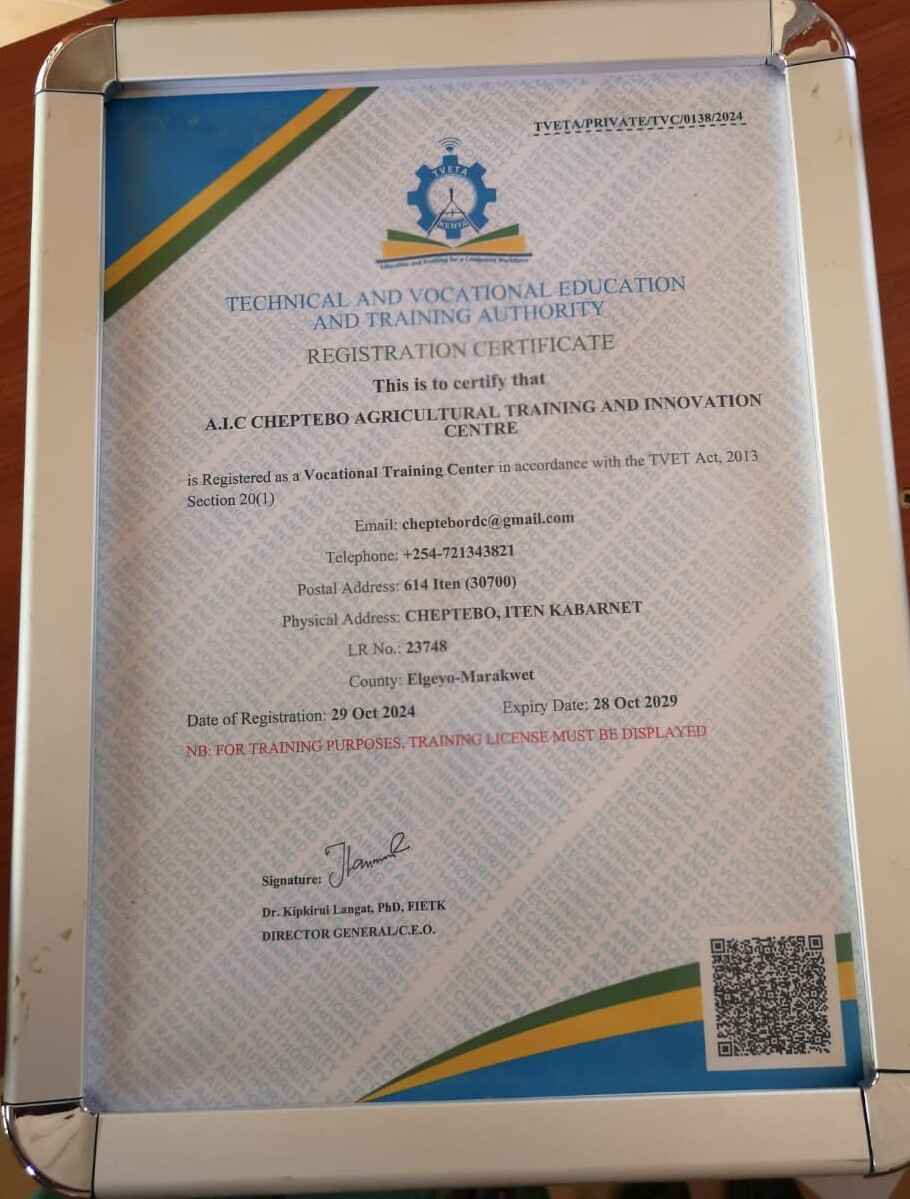 TVETA/PRIVATE/TVC/0138/2024
TVETA
KENYA
TECHNICAL AND VOCATIONAL EDUCATION
AND TRAINING AUTHORITY
REGISTRATION CERTIFICATE
This is to certify that
A.I.C CHEPTEBO AGRICULTURAL TRAINING AND INNOVATION
CENTRE
is Registered as a Vocational Training Center in accordance with the TVET Act, 2013
Section 20(1)
Email: cheptebordc@gmail.com
Telephone: +254-721343821
Postal Address: 614 Iten (30700)
Physical Address: CHEPTEBO, ITEN KABARNET
LR No.: 23748
County: Elgeyo-Marakwet
Date of Registration: 29 Oct 2024 Expiry Date: 28 Oct 2029
NB: FOR TRAINING PURPOSES, TRAINING LICENSE MUST BE DISPLAYED
Signature:
Dr. Kipkirui Langat, PhD, FIETK
DIRECTOR GENERAL/C.E.O.